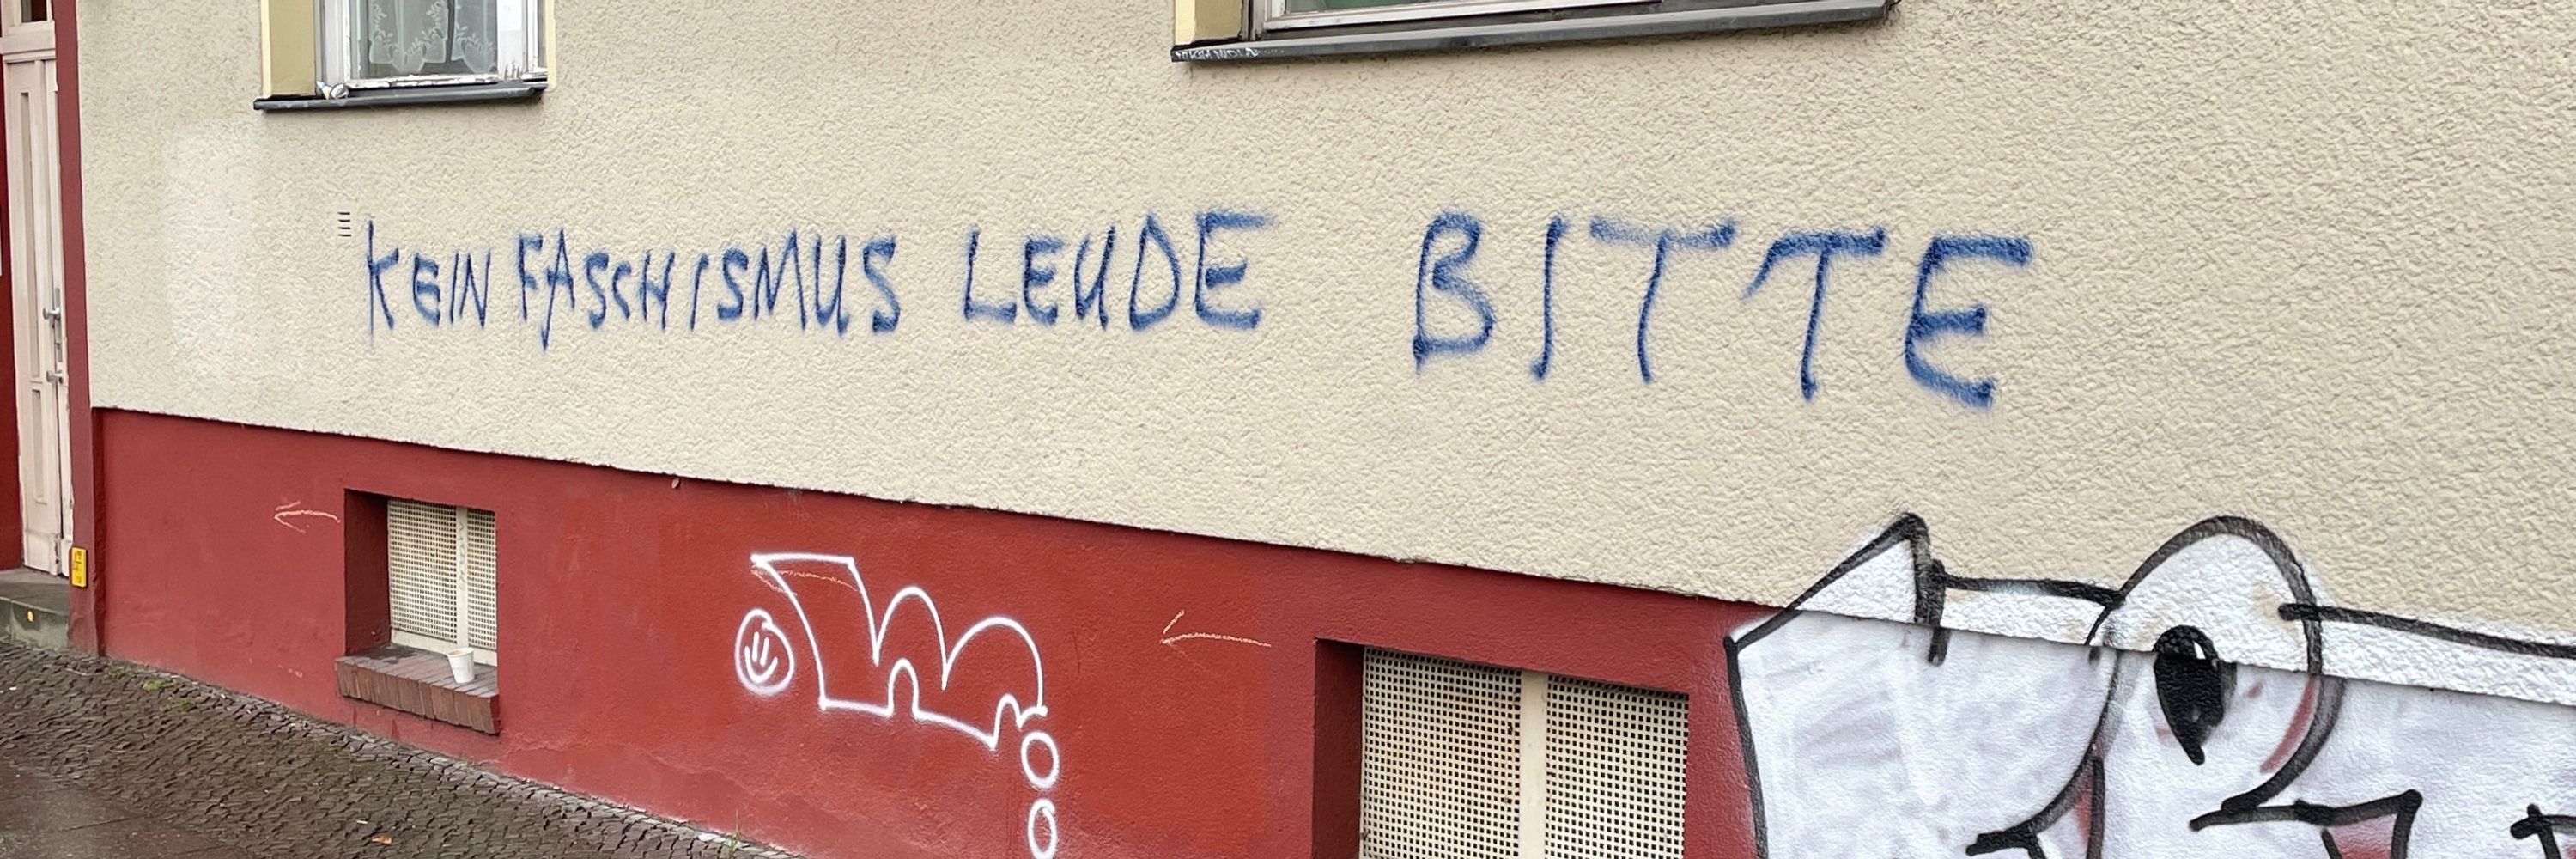 KEIN FASCHISMUS LEUDE BITTE